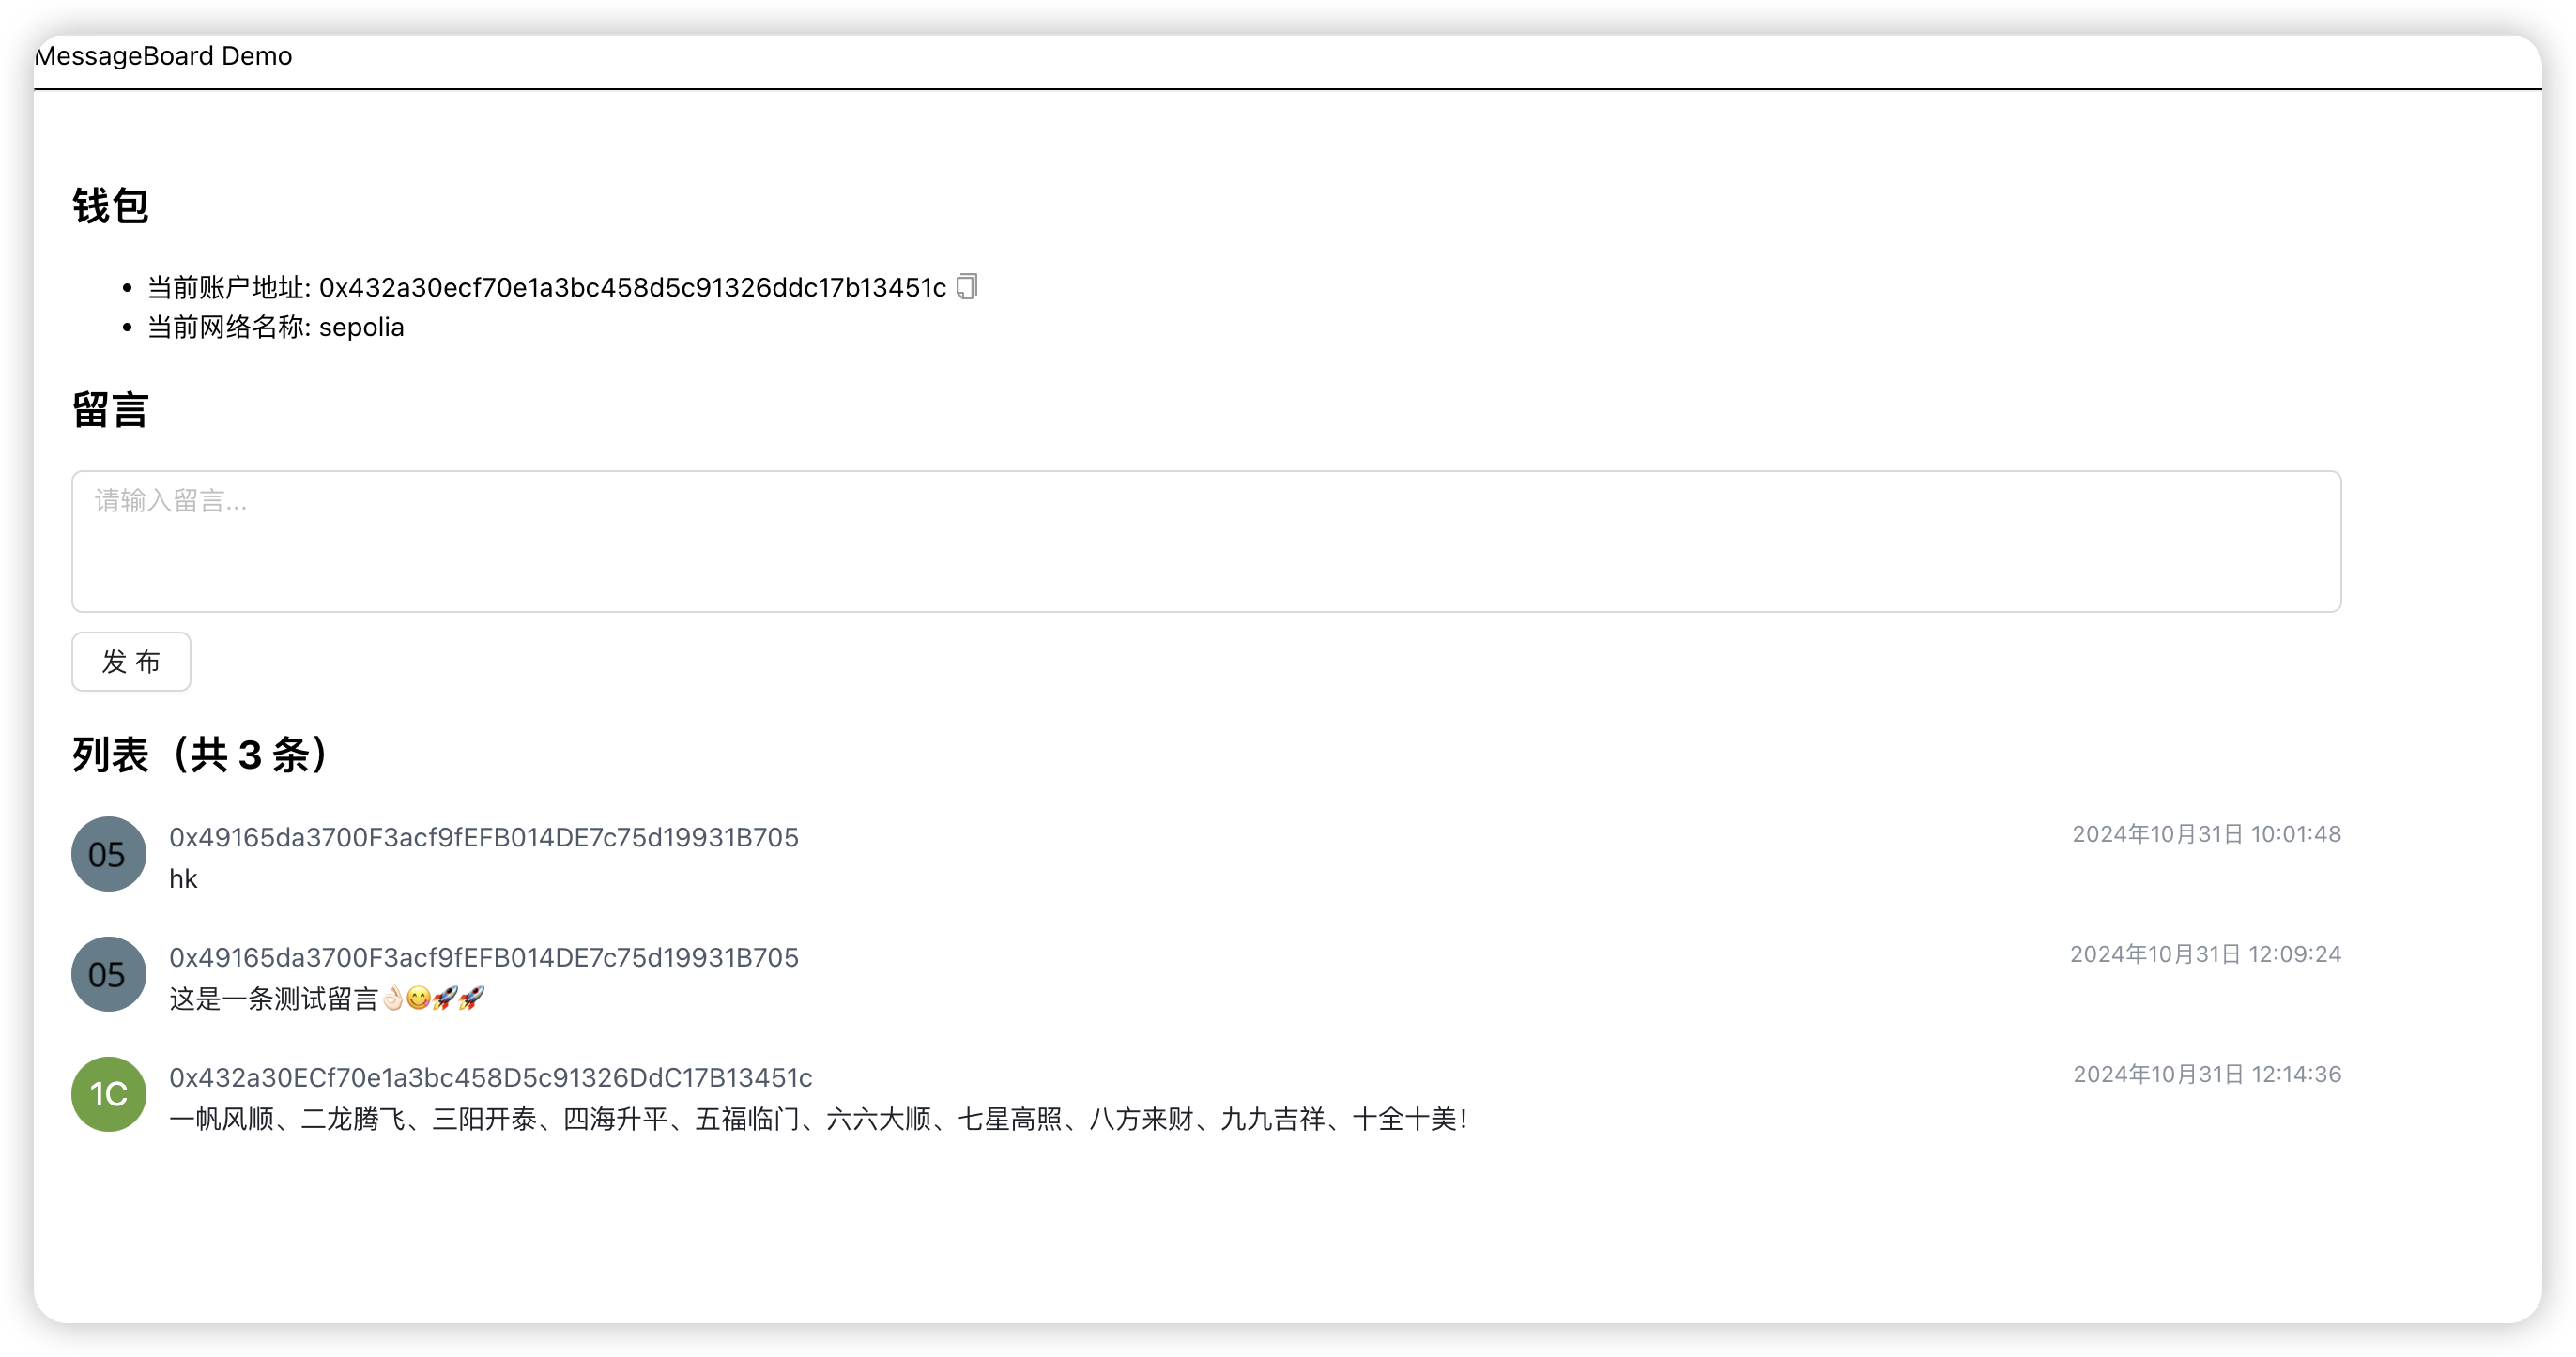 MessageBoard Demo
钱包
当前账户地址: 0x432a30ecf70e1a3bc458d5c91326ddc17b13451c
当前网络名称: sepolia
留言
请输入留言...
发 布
列表（共 3 条）
05
0x49165da3700F3acf9fEFB014DE7c75d19931B705
2024年10月31日 10:01:48
hk
05
0x49165da3700F3acf9fEFB014DE7c75d19931B705
2024年10月31日 12:09:24
这是一条测试留言👌🏻😋🚀🚀
1C
0x432a30ECf70e1a3bc458D5c91326DdC17B13451c
2024年10月31日 12:14:36
一帆风顺、二龙腾飞、三阳开泰、四海升平、五福临门、六六大顺、七星高照、八方来财、九九吉祥、十全十美！